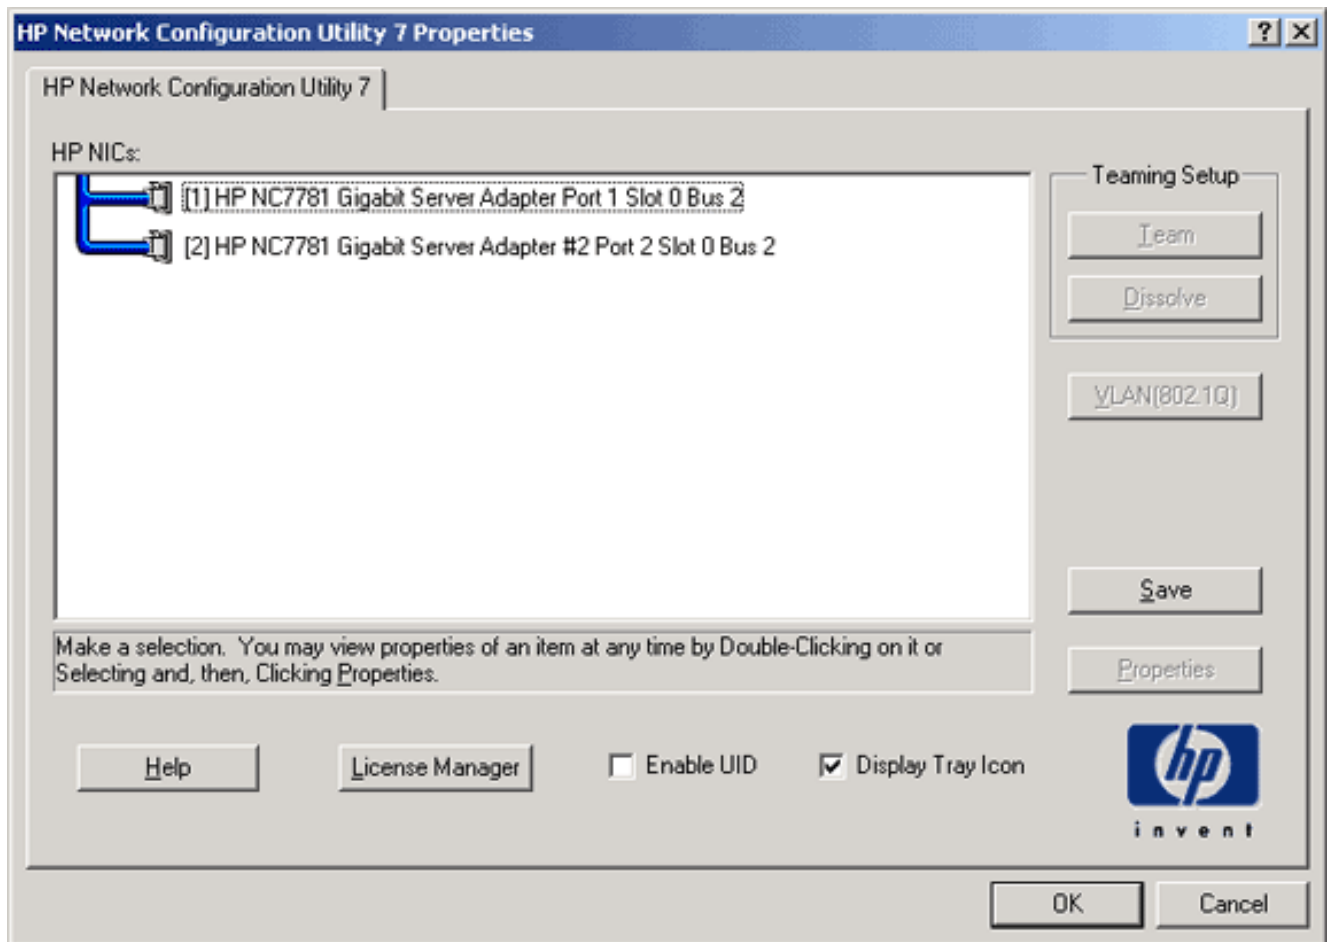 HP Network Configuration Utility 7 Properties
HP Network Configuration Utility 7
HP NICs:
[1] HP NC7781 Gigabit Server Adapter Port 1 Slot 0 Bus 2
[2] HP NC7781 Gigabit Server Adapter #2 Port 2 Slot 0 Bus 2
Teaming Setup
Team
Dissolve
VLAN(802.1Q)
Save
Make a selection. You may view properties of an item at any time by Double-Clicking on it or
Selecting and, then, Clicking Properties.
Properties
Help
License Manager
Enable UID
Display Tray Icon
hp
invent
OK
Cancel